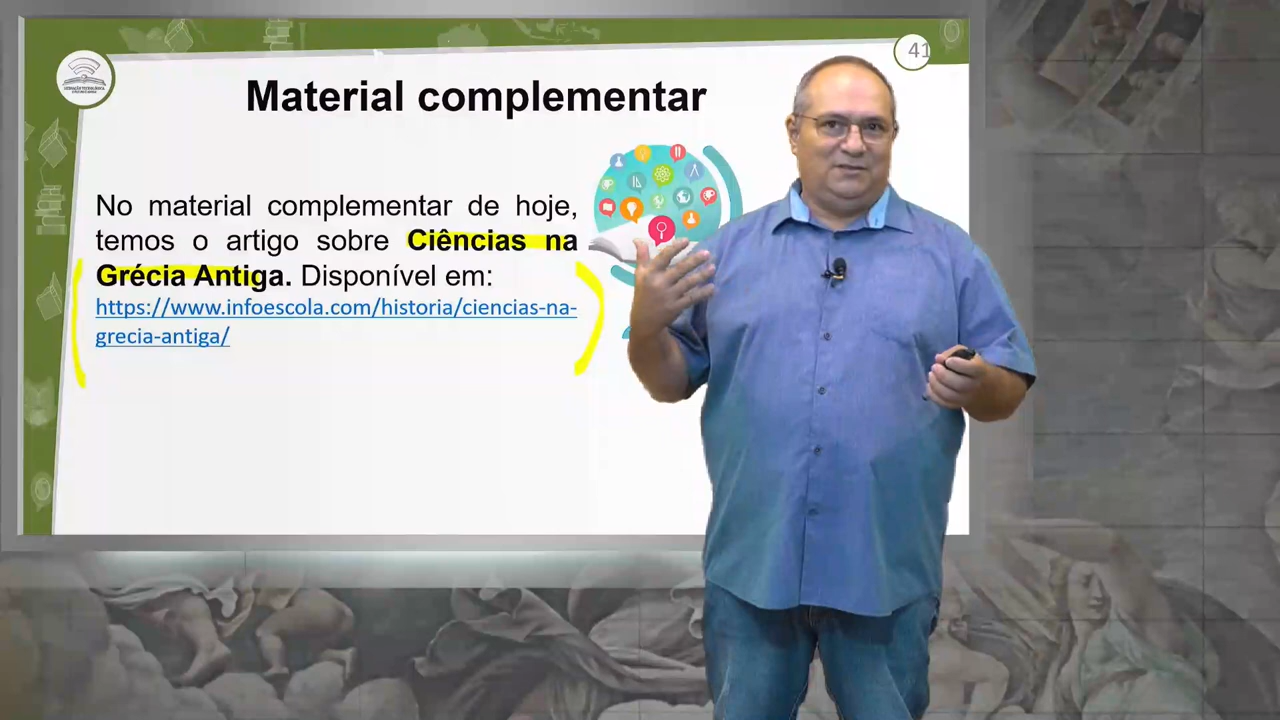 41
Material complementar
No material complementar de hoje,
temos o artigo sobre Ciências na
Grécia Antiga. Disponível em:
https://www.infoescola.com/historia/ciencias-na-
grecia-antiga/